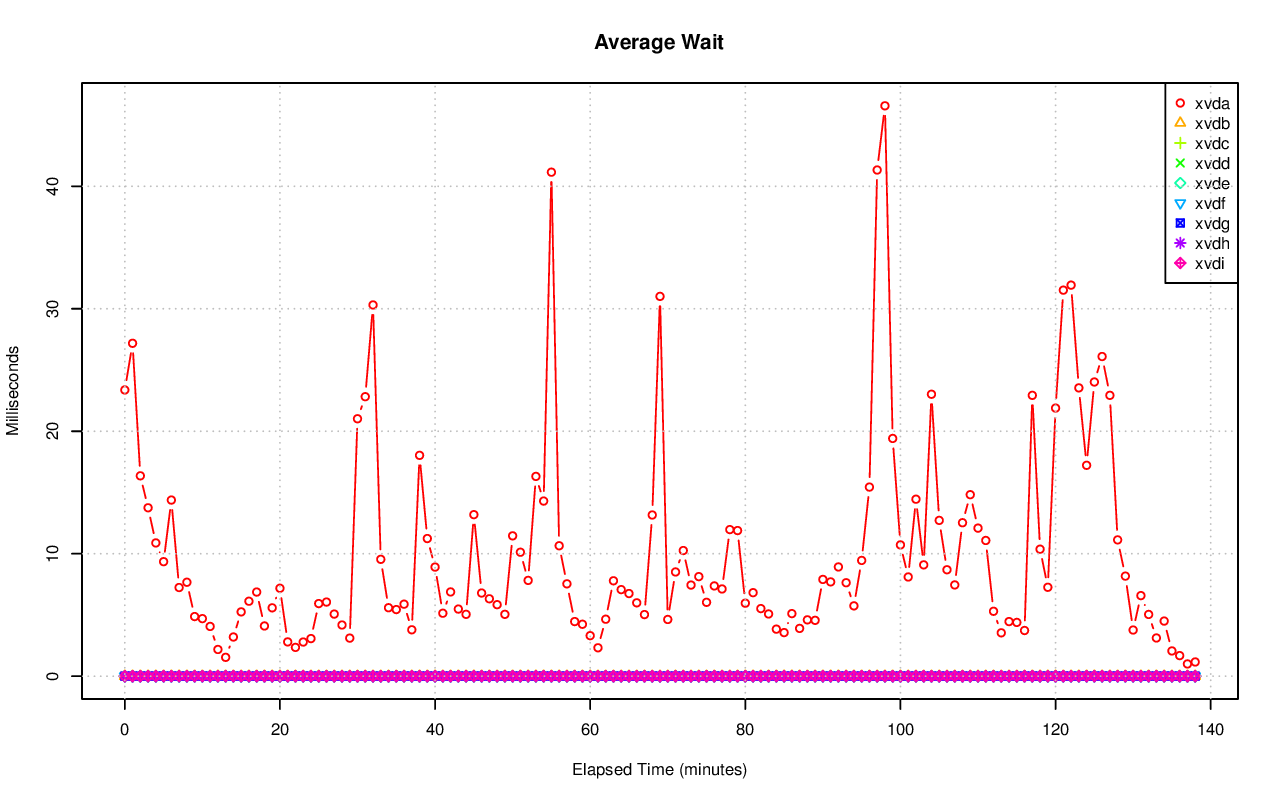 Average Wait
Milliseconds
40
30
20
10
0
0 20 40 60 80 100 120 140
Elapsed Time (minutes)
xvda
xvdb
xvdc
xvdd
xvde
xvdf
xvdg
xvdh
xvdi